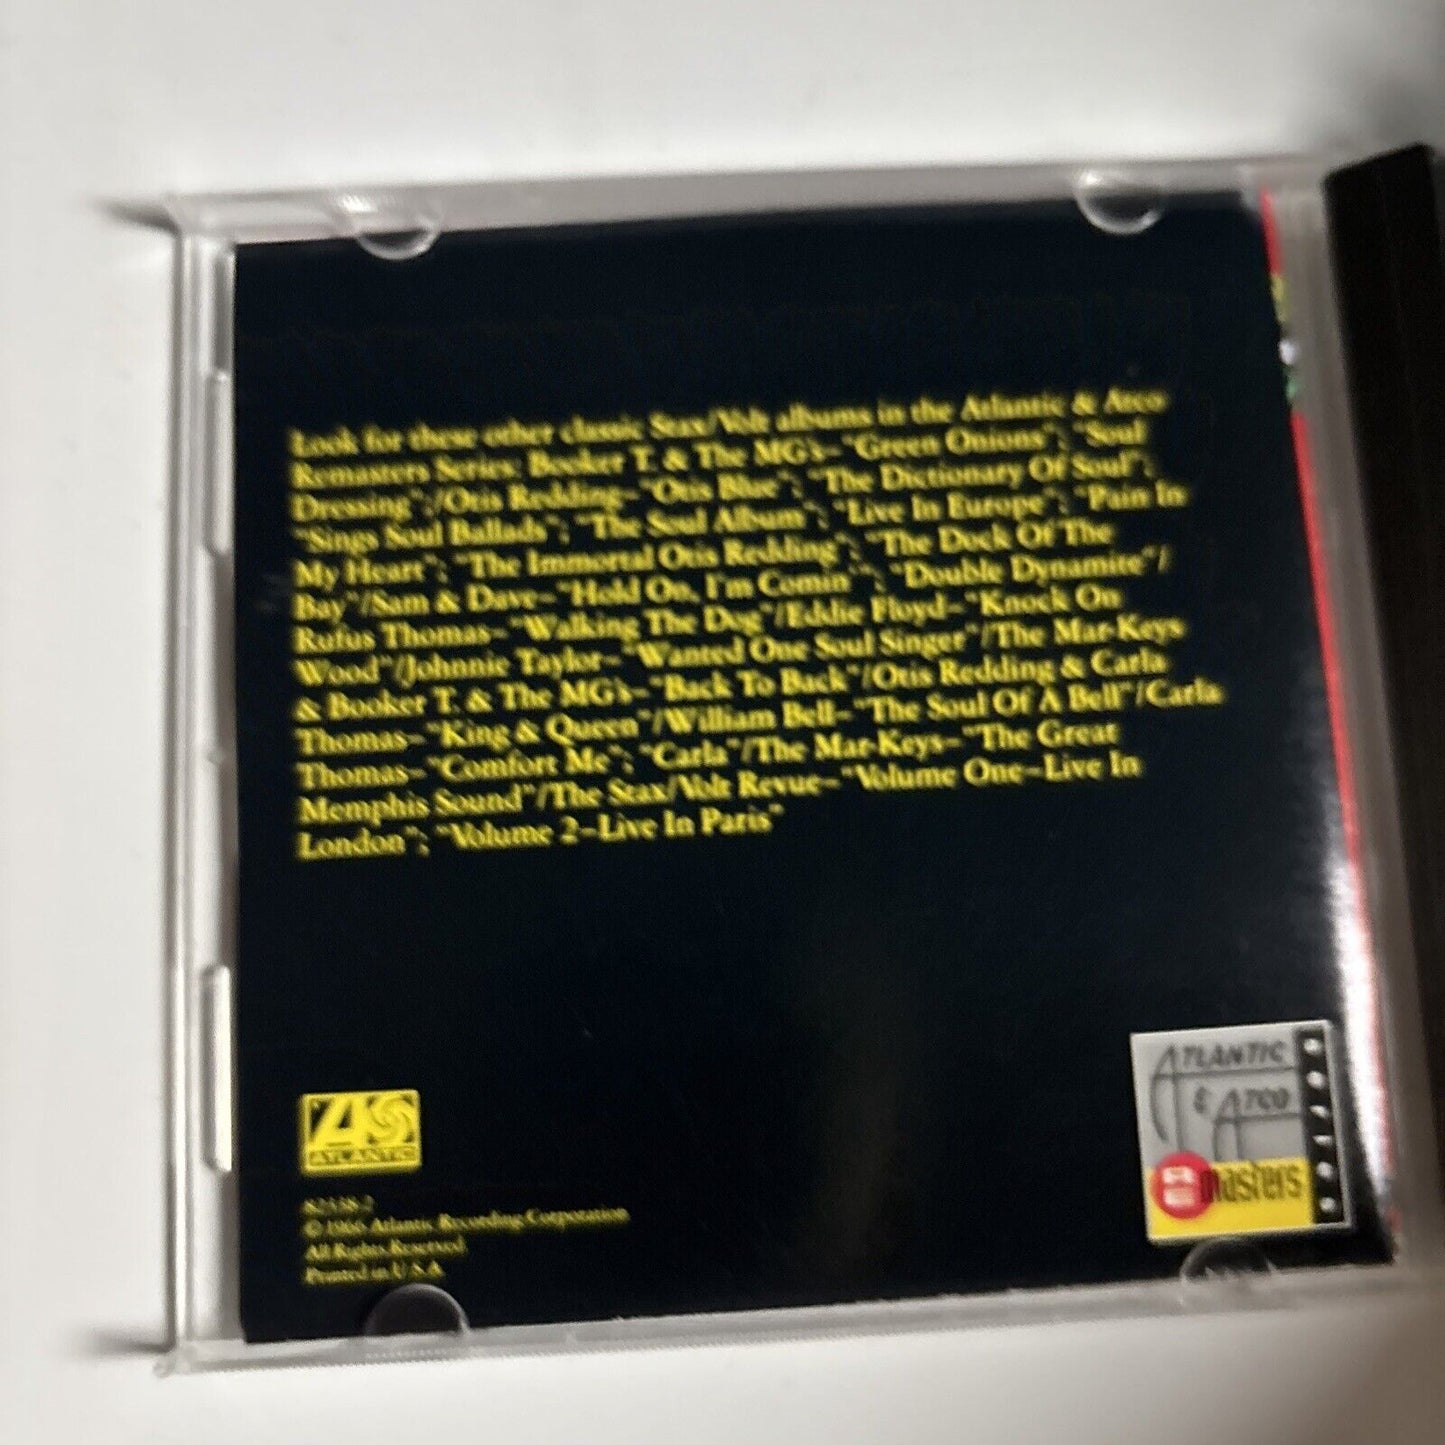 Look for these other classic Stax/Volt albums in the Atlantic & Atco
Remasters Series: Booker T. & The MG's–"Green Onions"; "Soul
Dressing";/Otis Redding–"Otis Blue"; "The Dictionary Of Soul";
"Sings Soul Ballads"; "The Soul Album"; "Live In Europe"; "Pain In
My Heart"; "The Immortal Otis Redding"; "The Dock Of The
Bay"/Sam & Dave–"Hold On, I'm Comin'"; "Double Dynamite"/
Rufus Thomas–"Walking The Dog"/Eddie Floyd–"Knock On
Wood"/Johnnie Taylor–"Wanted One Soul Singer"/The Mar-Keys
& Booker T. & The MG's–"Back To Back"/Otis Redding & Carla
Thomas–"King & Queen"/William Bell–"The Soul Of A Bell"/Carla
Thomas–"Comfort Me"; "Carla"/The Mar-Keys–"The Great
Memphis Sound"/The Stax/Volt Revue–"Volume One–Live In
London"; "Volume 2–Live In Paris"
ATLANTIC
© 1966 Atlantic Recording Corporation
All Rights Reserved.
Printed in U.S.A.
ATLANTIC
& ATCO
RE masters